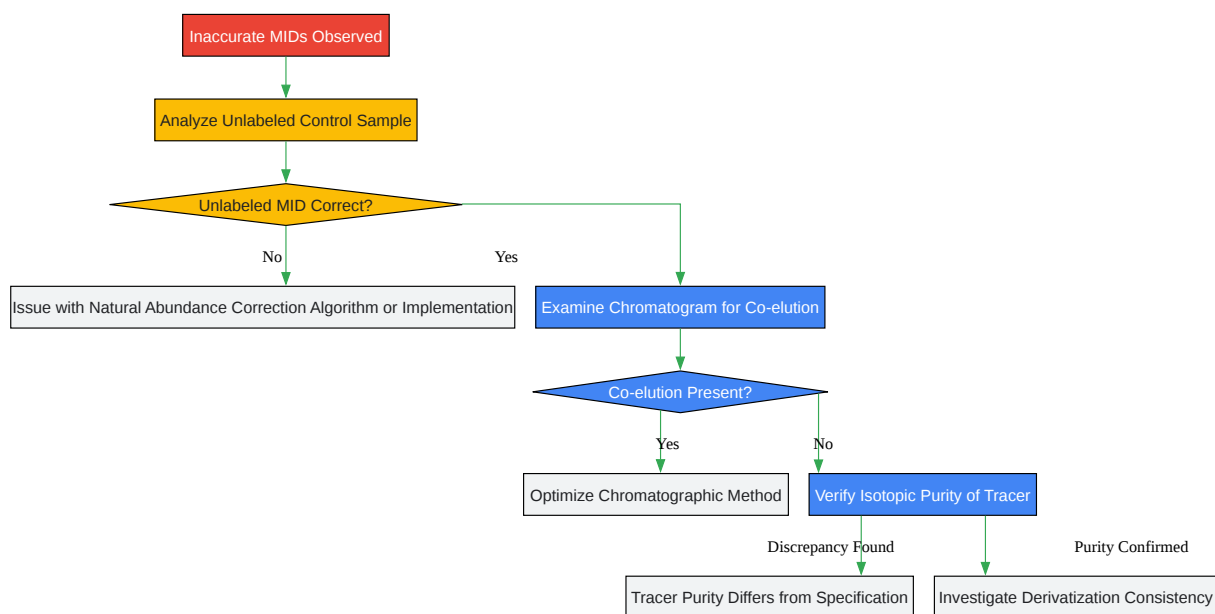 Inaccurate MIDs Observed
Analyze Unlabeled Control Sample
Unlabeled MID Correct?
No
Yes
Issue with Natural Abundance Correction Algorithm or Implementation
Examine Chromatogram for Co-elution
Co-elution Present?
Yes
No
Optimize Chromatographic Method
Verify Isotopic Purity of Tracer
Discrepancy Found
Purity Confirmed
Tracer Purity Differs from Specification
Investigate Derivatization Consistency